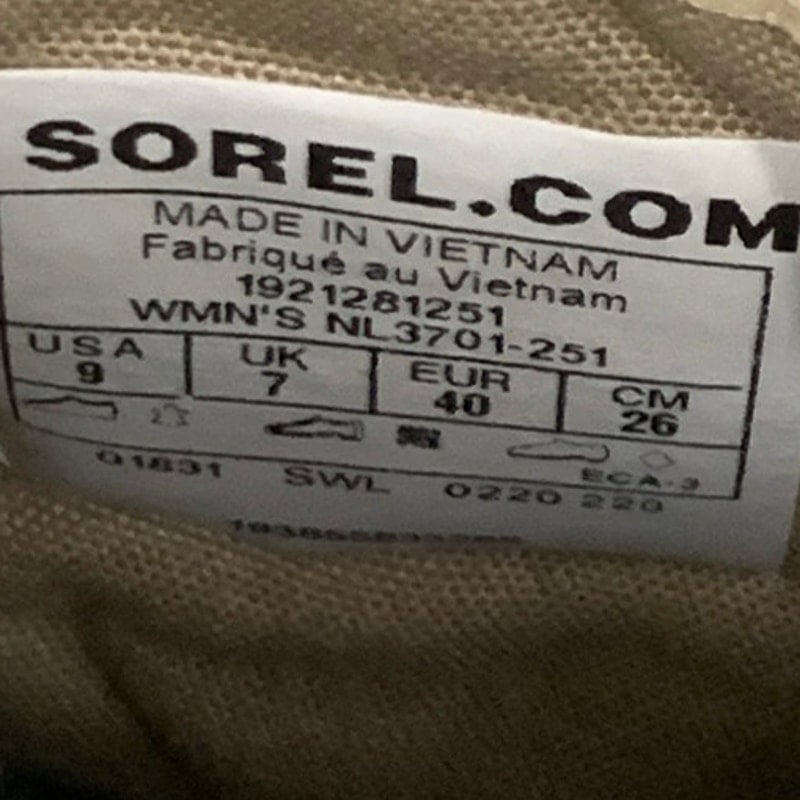 SOREL.COM
MADE IN VIETNAM
Fabriqué au Vietnam
1921281251
WMN'S NL3701-251
USA UK EUR CM
9 7 40 26
ECA-3
01831 SWL 0220 220